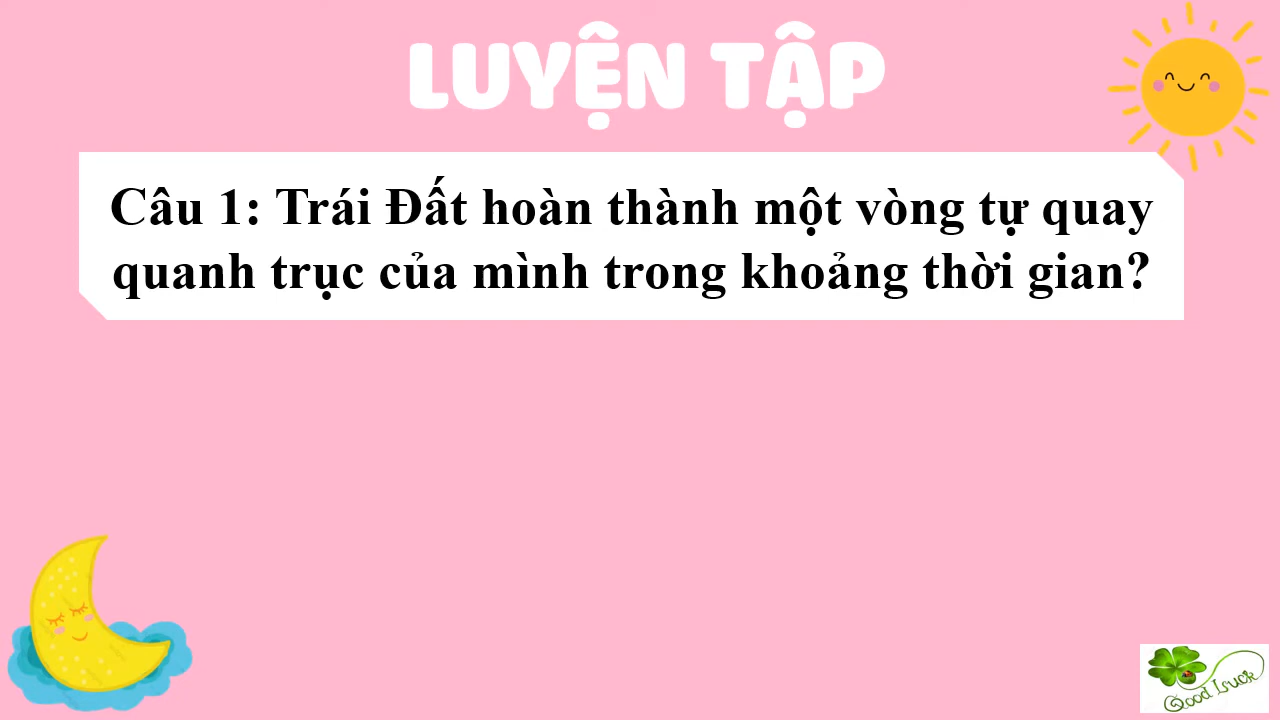 LUYỆN TẬP
Câu 1: Trái Đất hoàn thành một vòng tự quay
quanh trục của mình trong khoảng thời gian?
Good Luck